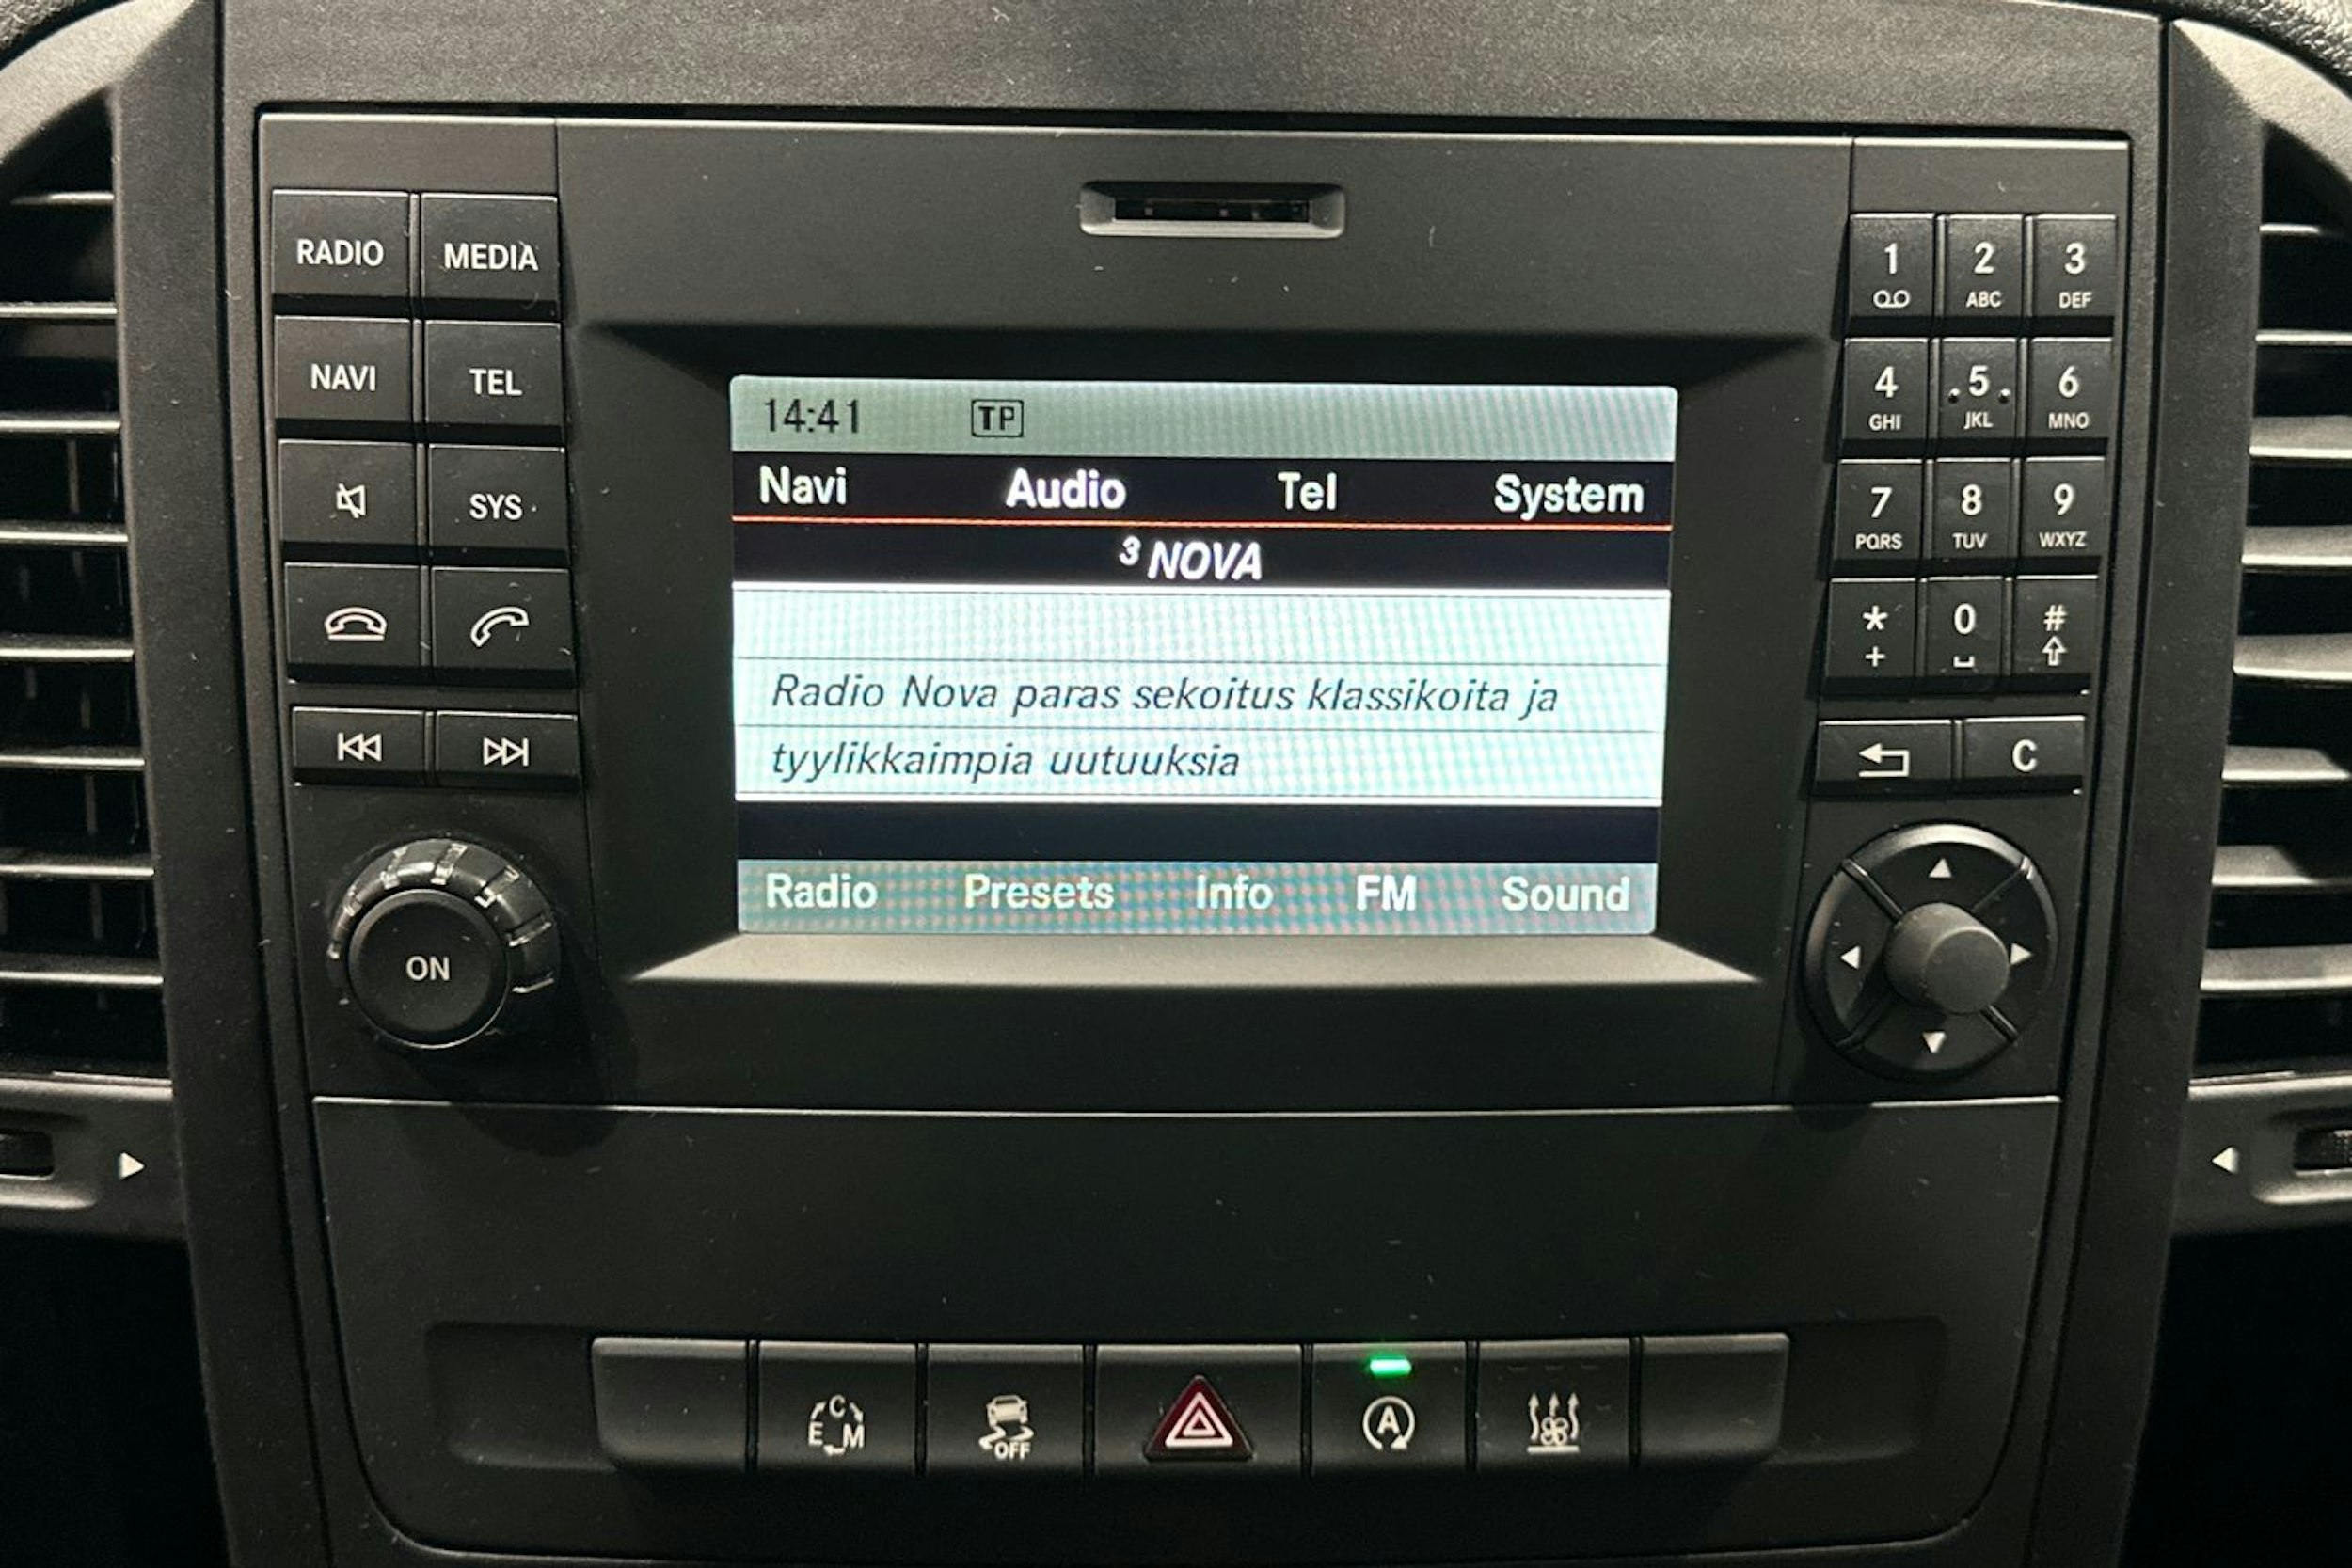 RADIO MEDIA
NAVI TEL
SYS
ON
14:41 TP
Navi Audio Tel System
3 NOVA
Radio Nova paras sekoitus klassikoita ja
tyylikkaimpia uutuuksia
Radio Presets Info FM Sound
1 2 3
ABC DEF
4 5 6
GHI JKL MNO
7 8 9
PQRS TUV WXYZ
* 0 #
+
C
C
E M
OFF
A